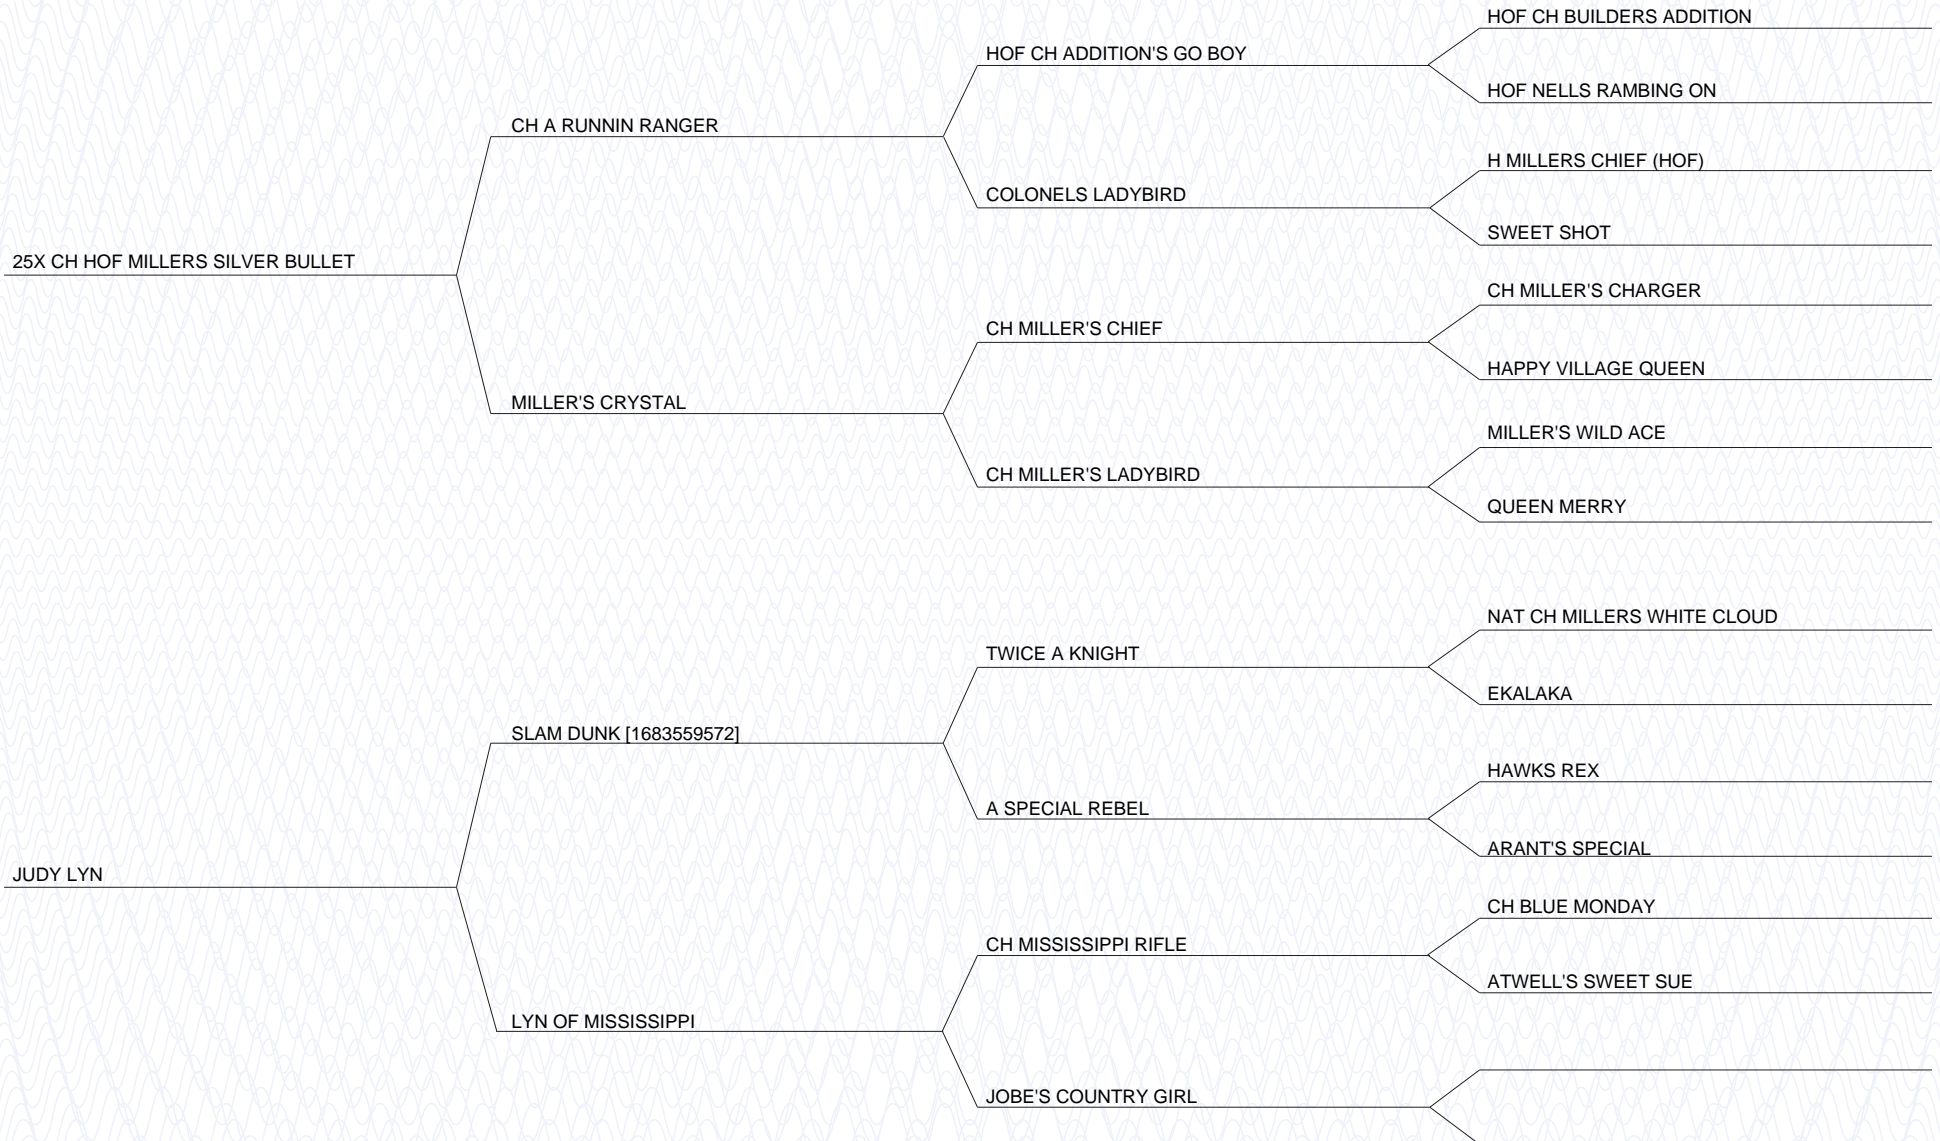 HOF CH BUILDERS ADDITION
HOF CH ADDITION'S GO BOY
HOF NELLS RAMBING ON
CH A RUNNIN RANGER
H MILLERS CHIEF (HOF)
COLONELS LADYBIRD
SWEET SHOT
25X CH HOF MILLERS SILVER BULLET
CH MILLER'S CHARGER
CH MILLER'S CHIEF
HAPPY VILLAGE QUEEN
MILLER'S CRYSTAL
MILLER'S WILD ACE
CH MILLER'S LADYBIRD
QUEEN MERRY
NAT CH MILLERS WHITE CLOUD
TWICE A KNIGHT
EKALAKA
SLAM DUNK [1683559572]
HAWKS REX
A SPECIAL REBEL
ARANT'S SPECIAL
JUDY LYN
CH BLUE MONDAY
CH MISSISSIPPI RIFLE
ATWELL'S SWEET SUE
LYN OF MISSISSIPPI
JOBE'S COUNTRY GIRL